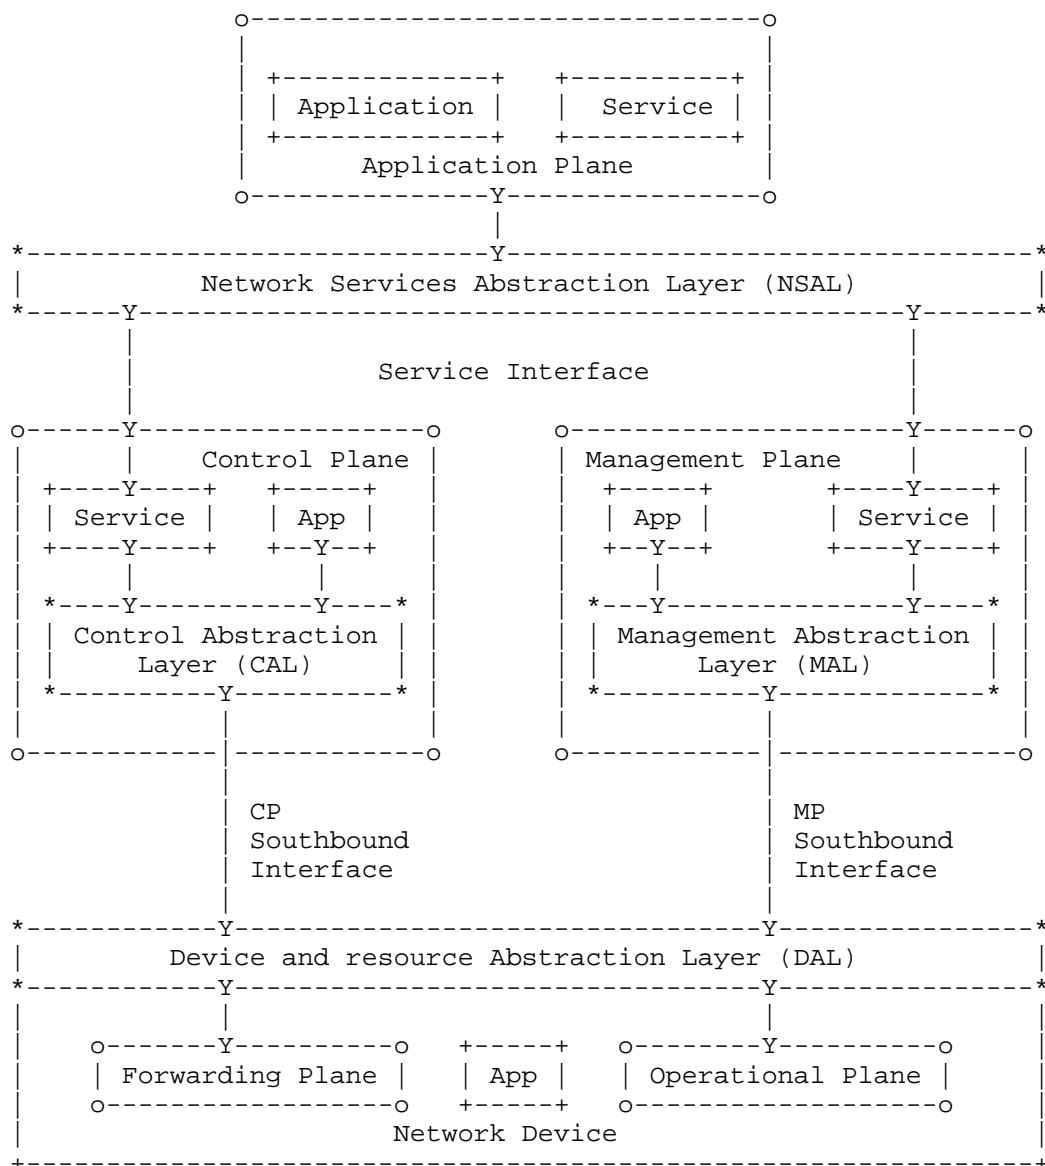 o--------------------------------o
|                                |
| +-------------+   +----------+ |
| | Application |   |  Service | |
| +-------------+   +----------+ |
|       Application Plane        |
o---------------Y----------------o
|
*-----------------------------Y---------------------------------*
|           Network Services Abstraction Layer (NSAL)           |
*------Y------------------------------------------------Y-------*
|                                                |
|               Service Interface                |
|                                                |
o------Y------------------o       o---------------------Y------o
|      |    Control Plane |       | Management Plane    |      |
| +----Y----+   +-----+   |       |  +-----+       +----Y----+ |
| | Service |   | App |   |       |  | App |       | Service | |
| +----Y----+   +--Y--+   |       |  +--Y--+       +----Y----+ |
|      |           |      |       |     |               |      |
| *----Y-----------Y----* |       | *---Y---------------Y----* |
| | Control Abstraction | |       | | Management Abstraction | |
| |     Layer (CAL)     | |       | |      Layer (MAL)       | |
| *----------Y----------* |       | *----------Y-------------* |
|            |            |       |            |               |
o------------|------------o       o------------|---------------o
|                                 |
| CP                              | MP
| Southbound                      | Southbound
| Interface                       | Interface
|                                 |
*------------Y---------------------------------Y----------------*
|         Device and resource Abstraction Layer (DAL)           |
*------------Y---------------------------------Y----------------*
|            |                                 |                |
|    o-------Y----------o   +-----+   o--------Y----------o     |
|    | Forwarding Plane |   | App |   | Operational Plane |     |
|    o------------------o   +-----+   o-------------------o     |
|                       Network Device                          |
+---------------------------------------------------------------+